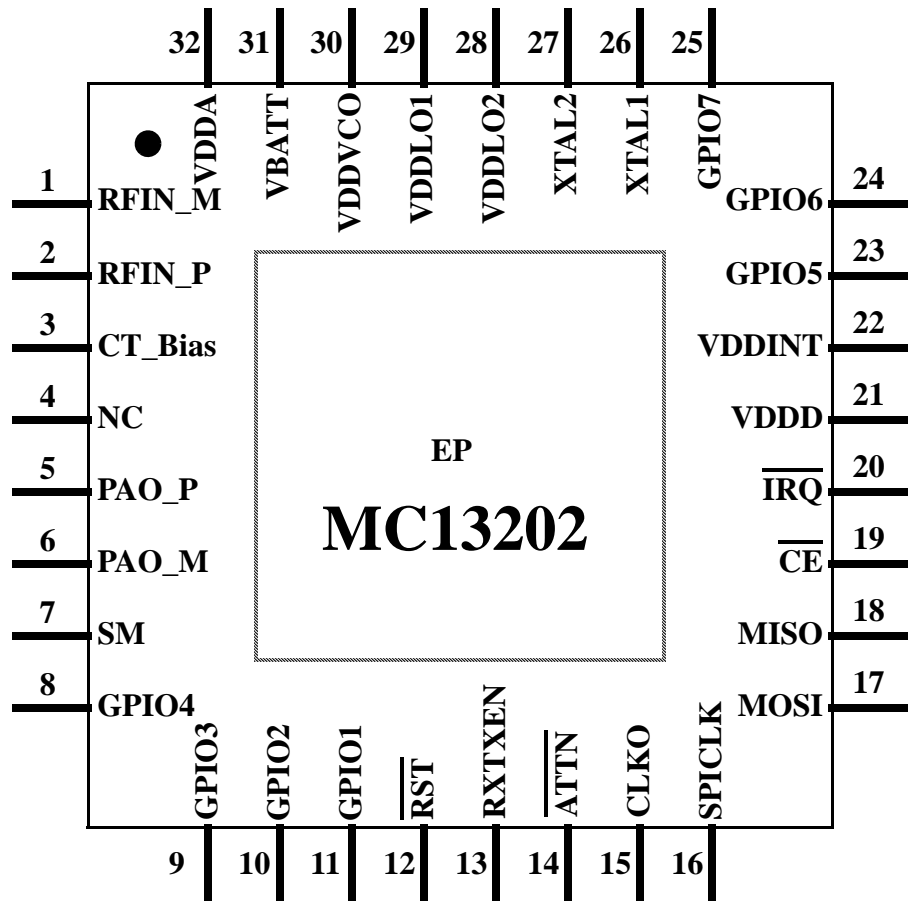 32 31 30 29 28 27 26 25
VDDA VBATT VDDVCO VDDLO1 VDDLO2 XTAL2 XTAL1 GPIO7
1 RFIN_M
GPIO6 24
2 RFIN_P
GPIO5 23
3 CT_Bias
VDDINT 22
4 NC
VDDD 21
EP
5 PAO_P
IRQ 20
MC13202
6 PAO_M
CE 19
7 SM
MISO 18
8 GPIO4
MOSI 17
GPIO3 GPIO2 GPIO1 RST RXTXEN ATTN CLKO SPICLK
9 10 11 12 13 14 15 16